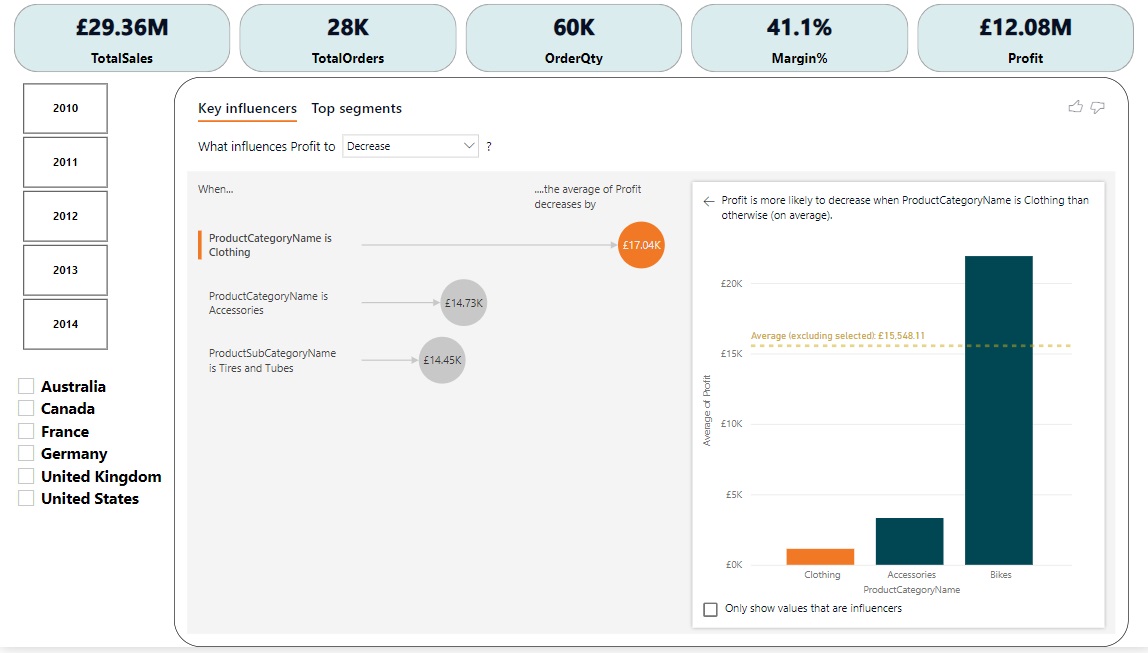 £29.36M
TotalSales
28K
TotalOrders
60K
OrderQty
41.1%
Margin%
£12.08M
Profit
2010
2011
2012
2013
2014
Australia
Canada
France
Germany
United Kingdom
United States
Key influencers
Top segments
What influences Profit to
Decrease
?
When...
....the average of Profit
decreases by
ProductCategoryName is
Clothing
£17.04K
ProductCategoryName is
Accessories
£14.73K
ProductSubCategoryName
is Tires and Tubes
£14.45K
Profit is more likely to decrease when ProductCategoryName is Clothing than
otherwise (on average).
Average (excluding selected): £15,548.11
£20K
£15K
£10K
£5K
£0K
Average of Profit
Clothing
Accessories
Bikes
ProductCategoryName
Only show values that are influencers